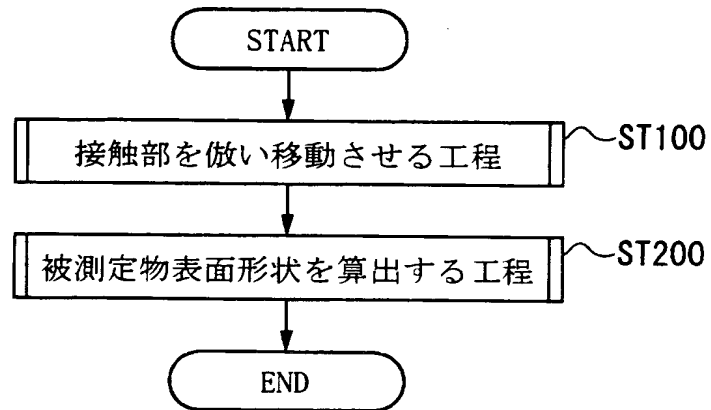 START
接触部を倣い移動させる工程
ST100
被測定物表面形状を算出する工程
ST200
END